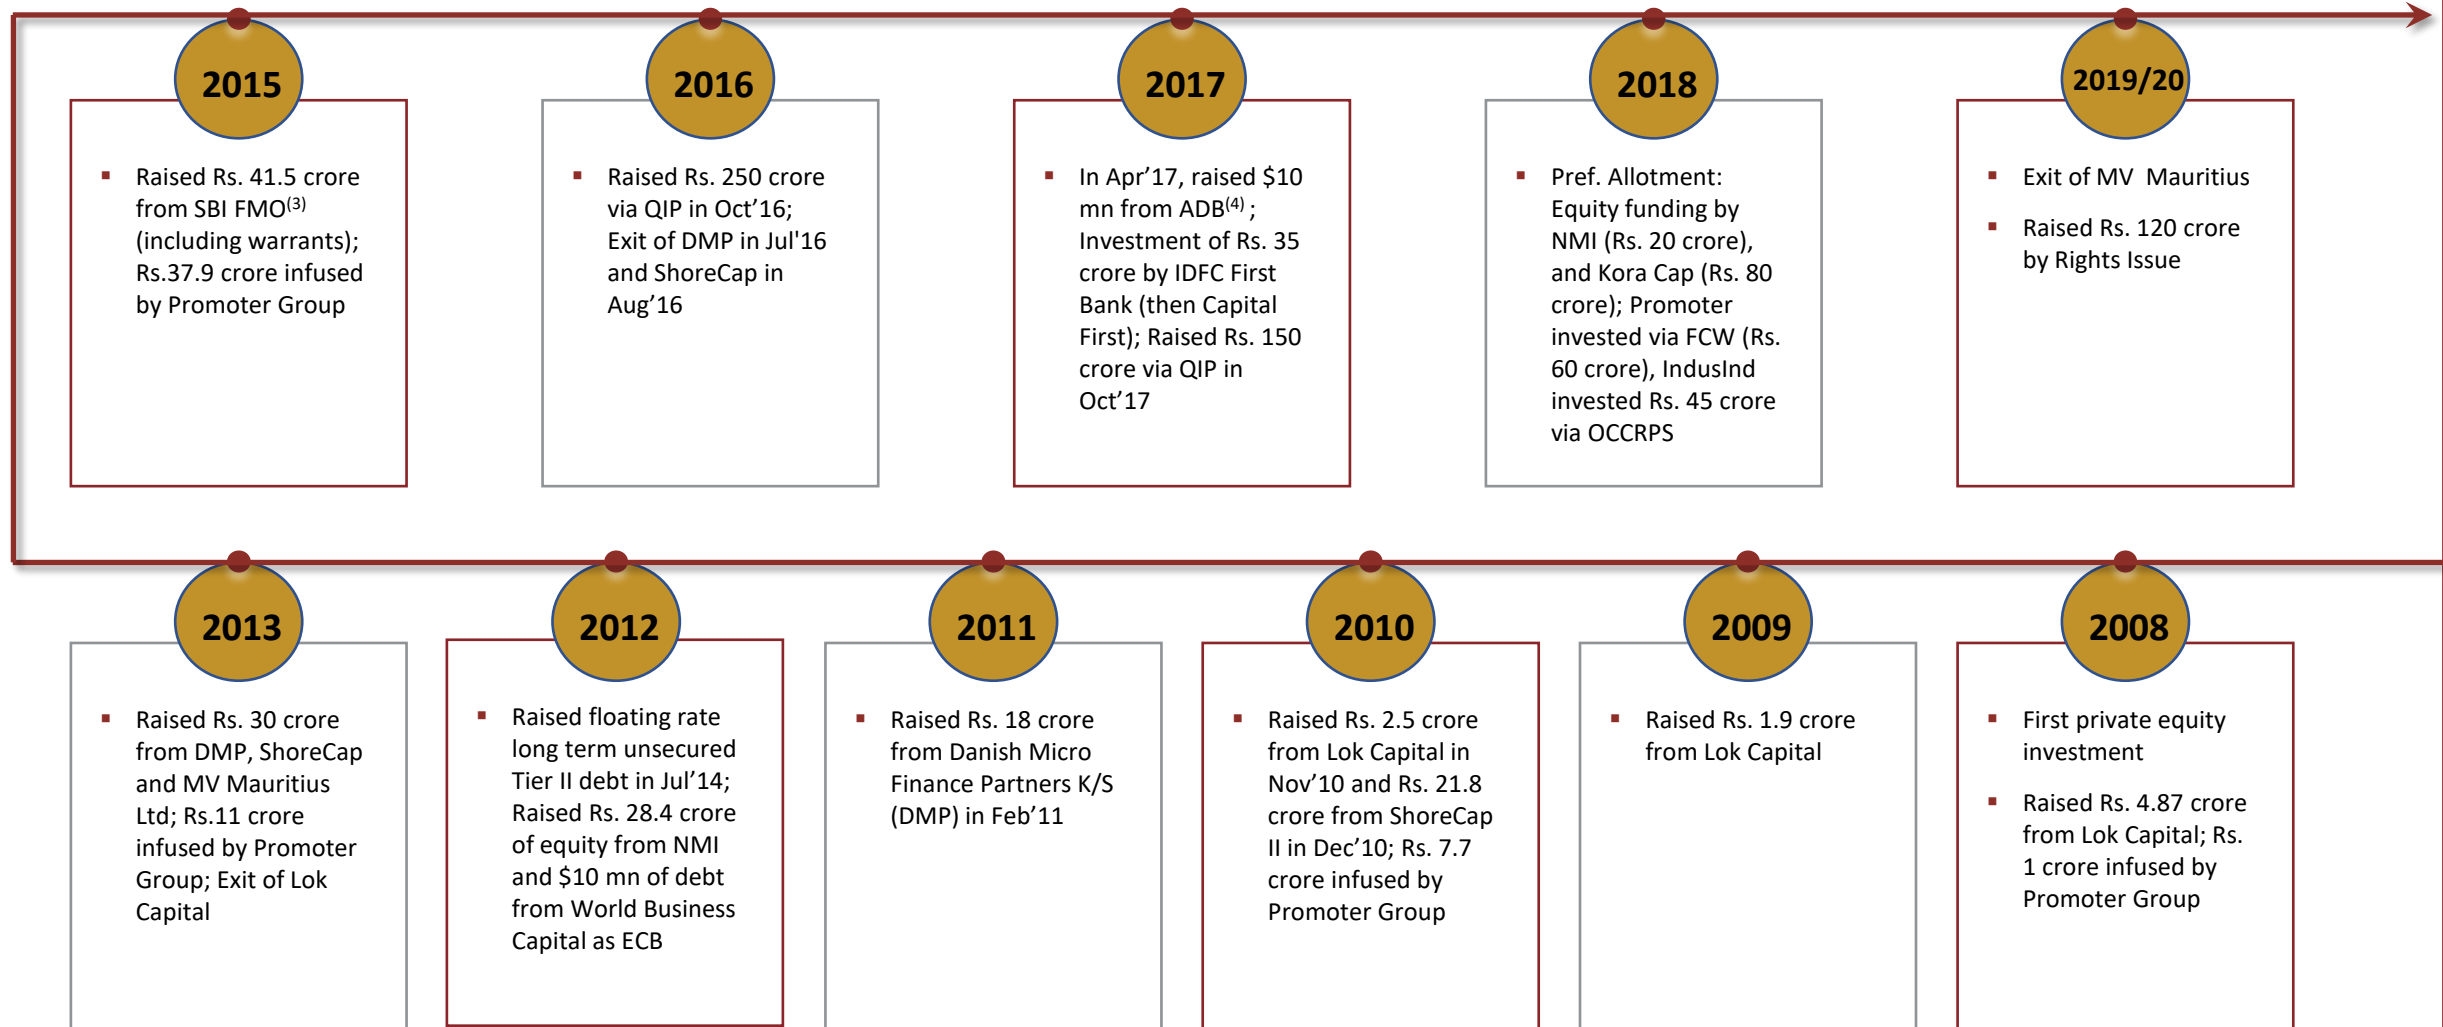 2015
Raised Rs. 41.5 crore
from SBI FMO(3)
(including warrants);
Rs.37.9 crore infused
by Promoter Group
2016
Raised Rs. 250 crore
via QIP in Oct’16;
Exit of DMP in Jul'16
and ShoreCap in
Aug’16
2017
In Apr’17, raised $10
mn from ADB(4) ;
Investment of Rs. 35
crore by IDFC First
Bank (then Capital
First); Raised Rs. 150
crore via QIP in
Oct’17
2018
Pref. Allotment:
Equity funding by
NMI (Rs. 20 crore),
and Kora Cap (Rs. 80
crore); Promoter
invested via FCW (Rs.
60 crore), IndusInd
invested Rs. 45 crore
via OCCRPS
2019/20
Exit of MV Mauritius
Raised Rs. 120 crore
by Rights Issue
2013
Raised Rs. 30 crore
from DMP, ShoreCap
and MV Mauritius
Ltd; Rs.11 crore
infused by Promoter
Group; Exit of Lok
Capital
2012
Raised floating rate
long term unsecured
Tier II debt in Jul’14;
Raised Rs. 28.4 crore
of equity from NMI
and $10 mn of debt
from World Business
Capital as ECB
2011
Raised Rs. 18 crore
from Danish Micro
Finance Partners K/S
(DMP) in Feb’11
2010
Raised Rs. 2.5 crore
from Lok Capital in
Nov’10 and Rs. 21.8
crore from ShoreCap
II in Dec’10; Rs. 7.7
crore infused by
Promoter Group
2009
Raised Rs. 1.9 crore
from Lok Capital
2008
First private equity
investment
Raised Rs. 4.87 crore
from Lok Capital; Rs.
1 crore infused by
Promoter Group